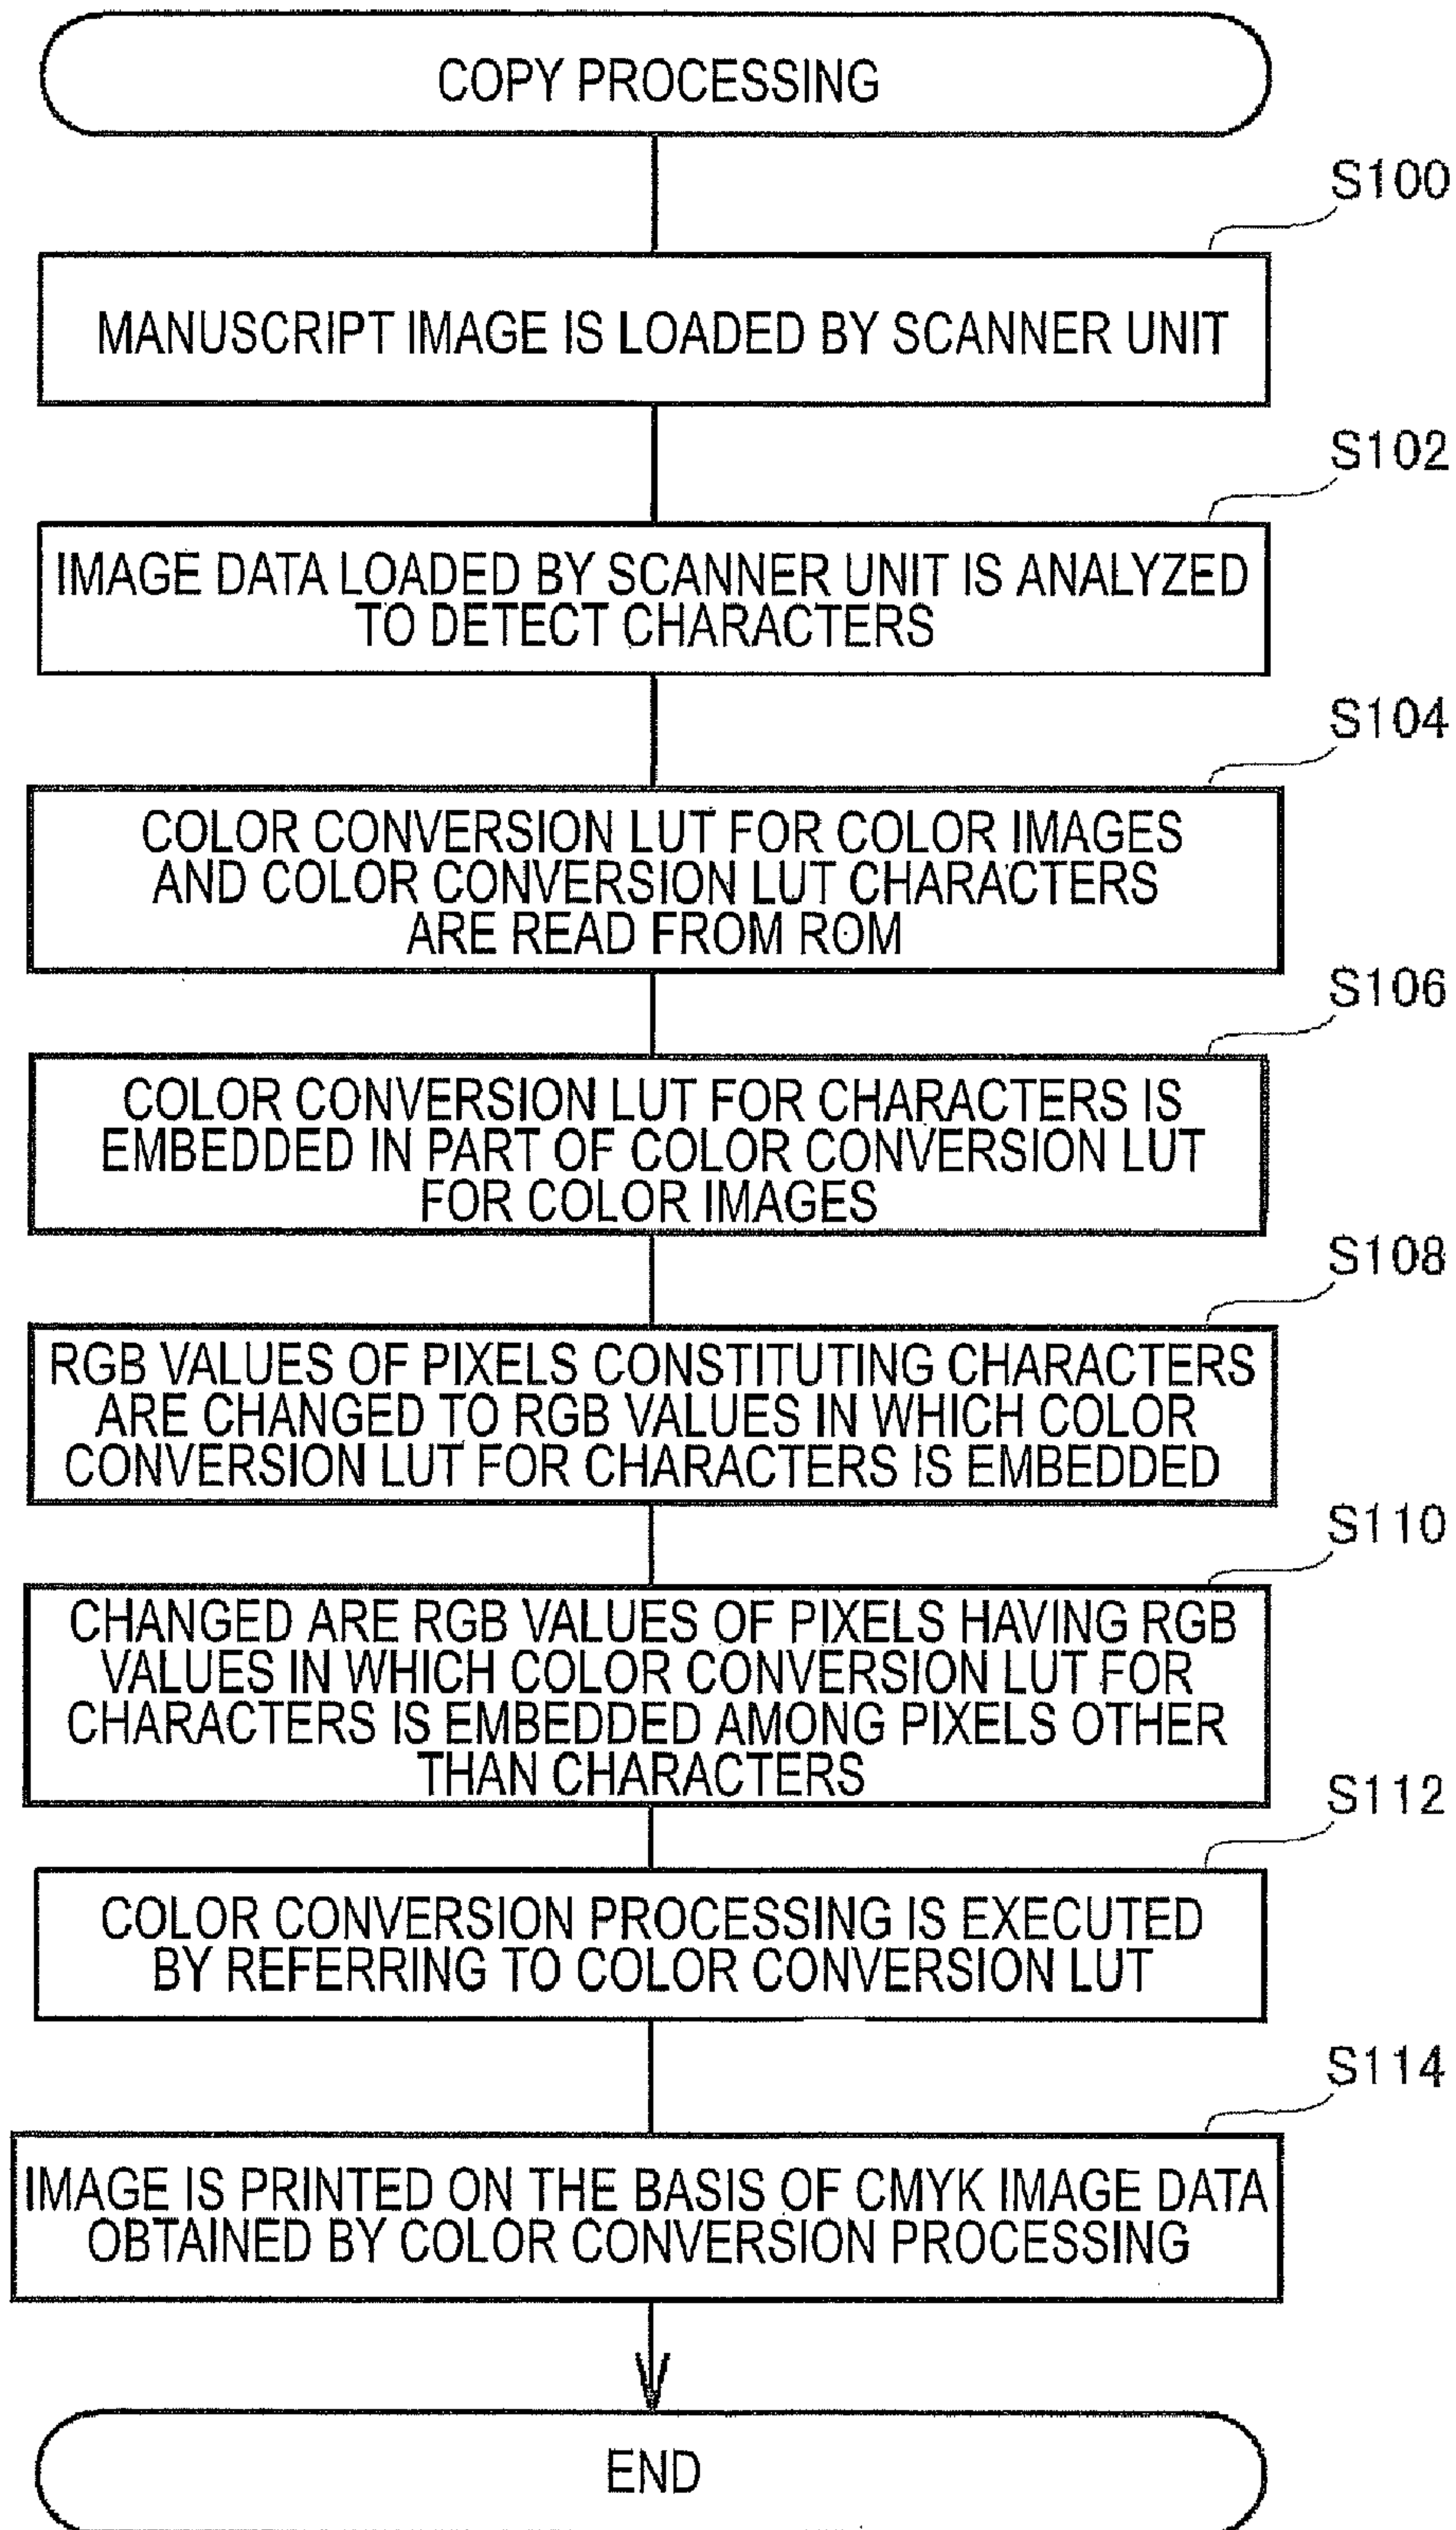 COPY PROCESSING
S100
MANUSCRIPT IMAGE IS LOADED BY SCANNER UNIT
S102
IMAGE DATA LOADED BY SCANNER UNIT IS ANALYZED
TO DETECT CHARACTERS
S104
COLOR CONVERSION LUT FOR COLOR IMAGES
AND COLOR CONVERSION LUT CHARACTERS
ARE READ FROM ROM
S106
COLOR CONVERSION LUT FOR CHARACTERS IS
EMBEDDED IN PART OF COLOR CONVERSION LUT
FOR COLOR IMAGES
S108
RGB VALUES OF PIXELS CONSTITUTING CHARACTERS
ARE CHANGED TO RGB VALUES IN WHICH COLOR
CONVERSION LUT FOR CHARACTERS IS EMBEDDED
S110
CHANGED ARE RGB VALUES OF PIXELS HAVING RGB
VALUES IN WHICH COLOR CONVERSION LUT FOR
CHARACTERS IS EMBEDDED AMONG PIXELS OTHER
THAN CHARACTERS
S112
COLOR CONVERSION PROCESSING IS EXECUTED
BY REFERRING TO COLOR CONVERSION LUT
S114
IMAGE IS PRINTED ON THE BASIS OF CMYK IMAGE DATA
OBTAINED BY COLOR CONVERSION PROCESSING
END